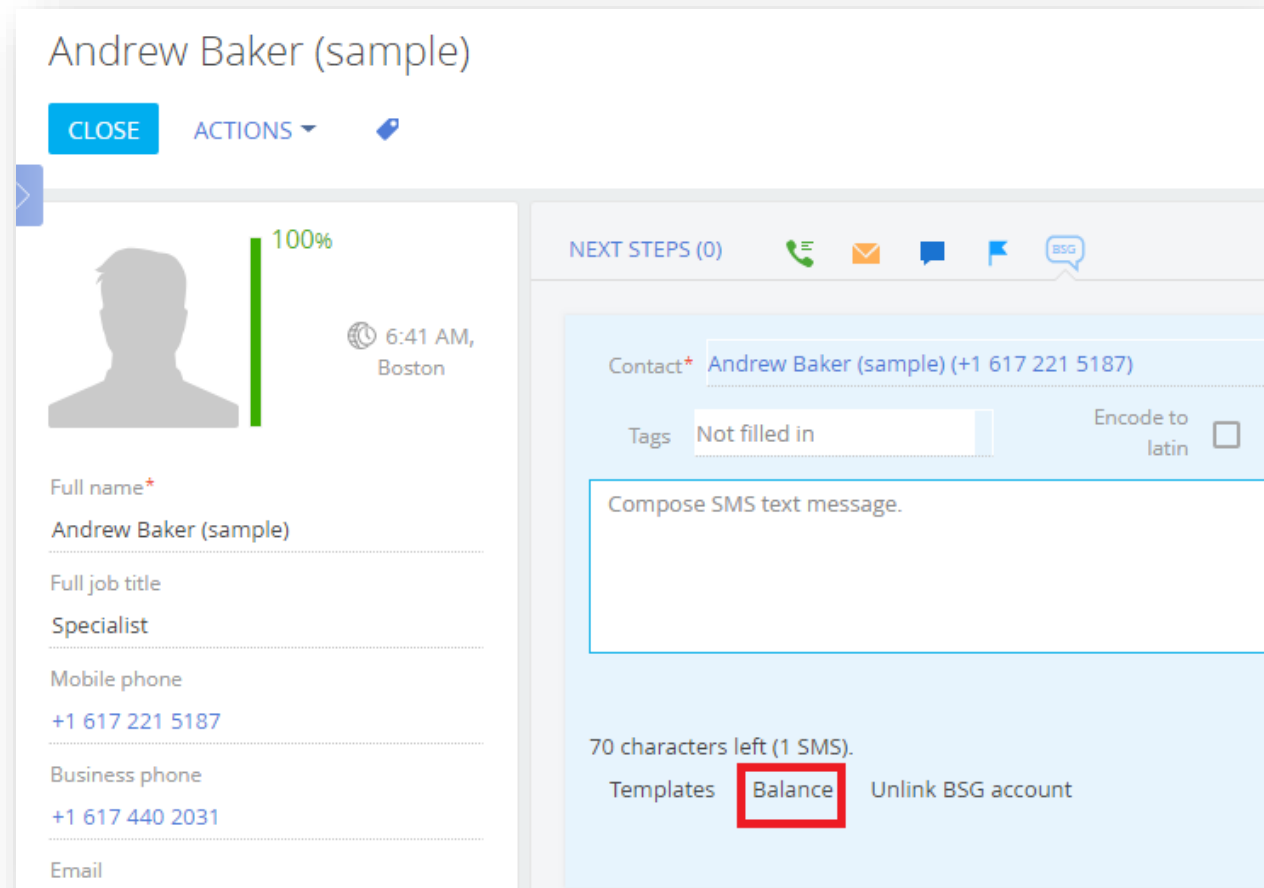 Andrew Baker (sample)
CLOSE ACTIONS
100%
6:41 AM,
Boston
Full name*
Andrew Baker (sample)
Full job title
Specialist
Mobile phone
+1 617 221 5187
Business phone
+1 617 440 2031
Email
NEXT STEPS (0) BSG
Contact* Andrew Baker (sample) (+1 617 221 5187)
Tags Not filled in
Encode to
latin
Compose SMS text message.
70 characters left (1 SMS).
Templates Balance Unlink BSG account